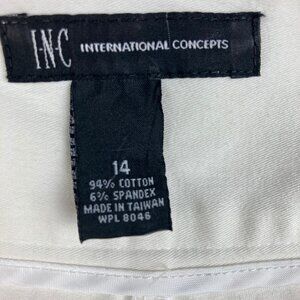 I·N·C INTERNATIONAL CONCEPTS
14
94% COTTON
6% SPANDEX
MADE IN TAIWAN
WPL 8046